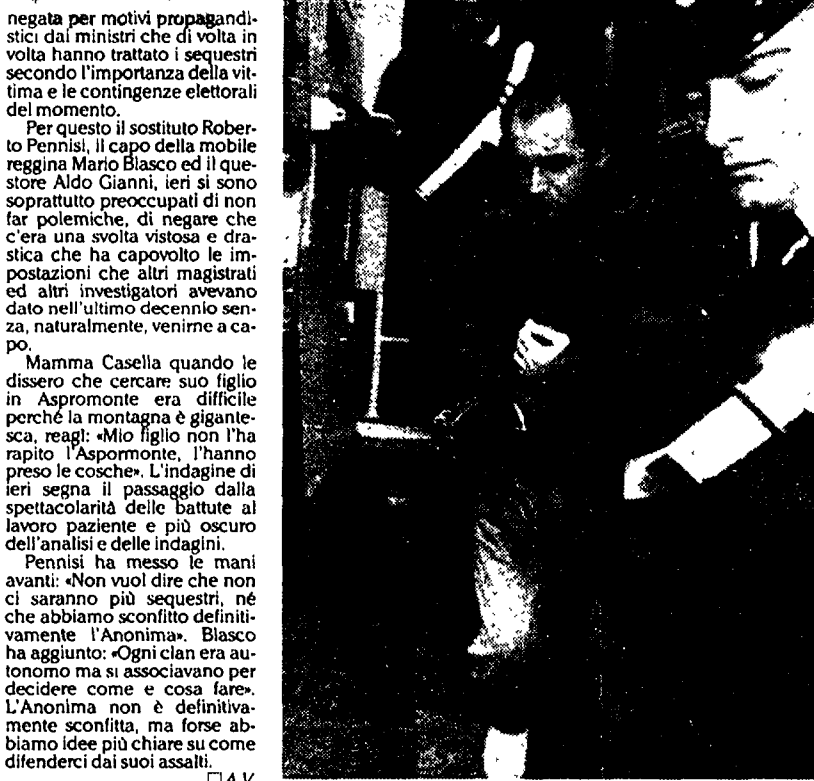 negata per motivi propagandi-
stici dai ministri che di volta in
volta hanno trattato i sequestri
secondo l'importanza della vit-
tima e le contingenze elettorali
del momento.
Per questo il sostituto Rober-
to Pennisi, il capo della mobile
reggina Mario Blasco ed il que-
store Aldo Gianni, ieri si sono
soprattutto preoccupati di non
far polemiche, di negare che
c'era una svolta vistosa e dra-
stica che ha capovolto le im-
postazioni che altri magistrati
ed altri investigatori avevano
dato nell'ultimo decennio sen-
za, naturalmente, venirne a ca-
po.
Mamma Casella quando le
dissero che cercare suo figlio
in Aspromonte era difficile
perché la montagna è gigante-
sca, reagì: «Mio figlio non l'ha
rapito l'Aspormonte, l'hanno
preso le cosche». L'indagine di
ieri segna il passaggio dalla
spettacolarità delle battute al
lavoro paziente e più oscuro
dell'analisi e delle indagini.
Pennisi ha messo le mani
avanti: «Non vuol dire che non
ci saranno più sequestri, né
che abbiamo sconfitto definiti-
vamente l'Anonima». Blasco
ha aggiunto: «Ogni clan era au-
tonomo ma si associavano per
decidere come e cosa fare».
L'Anonima non è definitiva-
mente sconfitta, ma forse ab-
biamo idee più chiare su come
difenderci dai suoi assalti.
□ A.V.